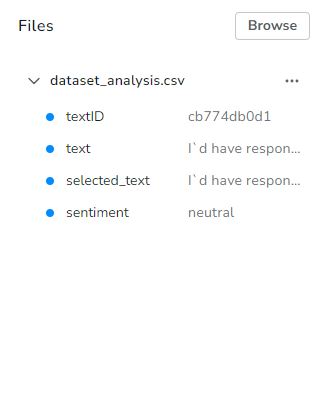 Files Browse
dataset_analysis.csv ...
textID cb774db0d1
text I`d have respon...
selected_text I`d have respon...
sentiment neutral